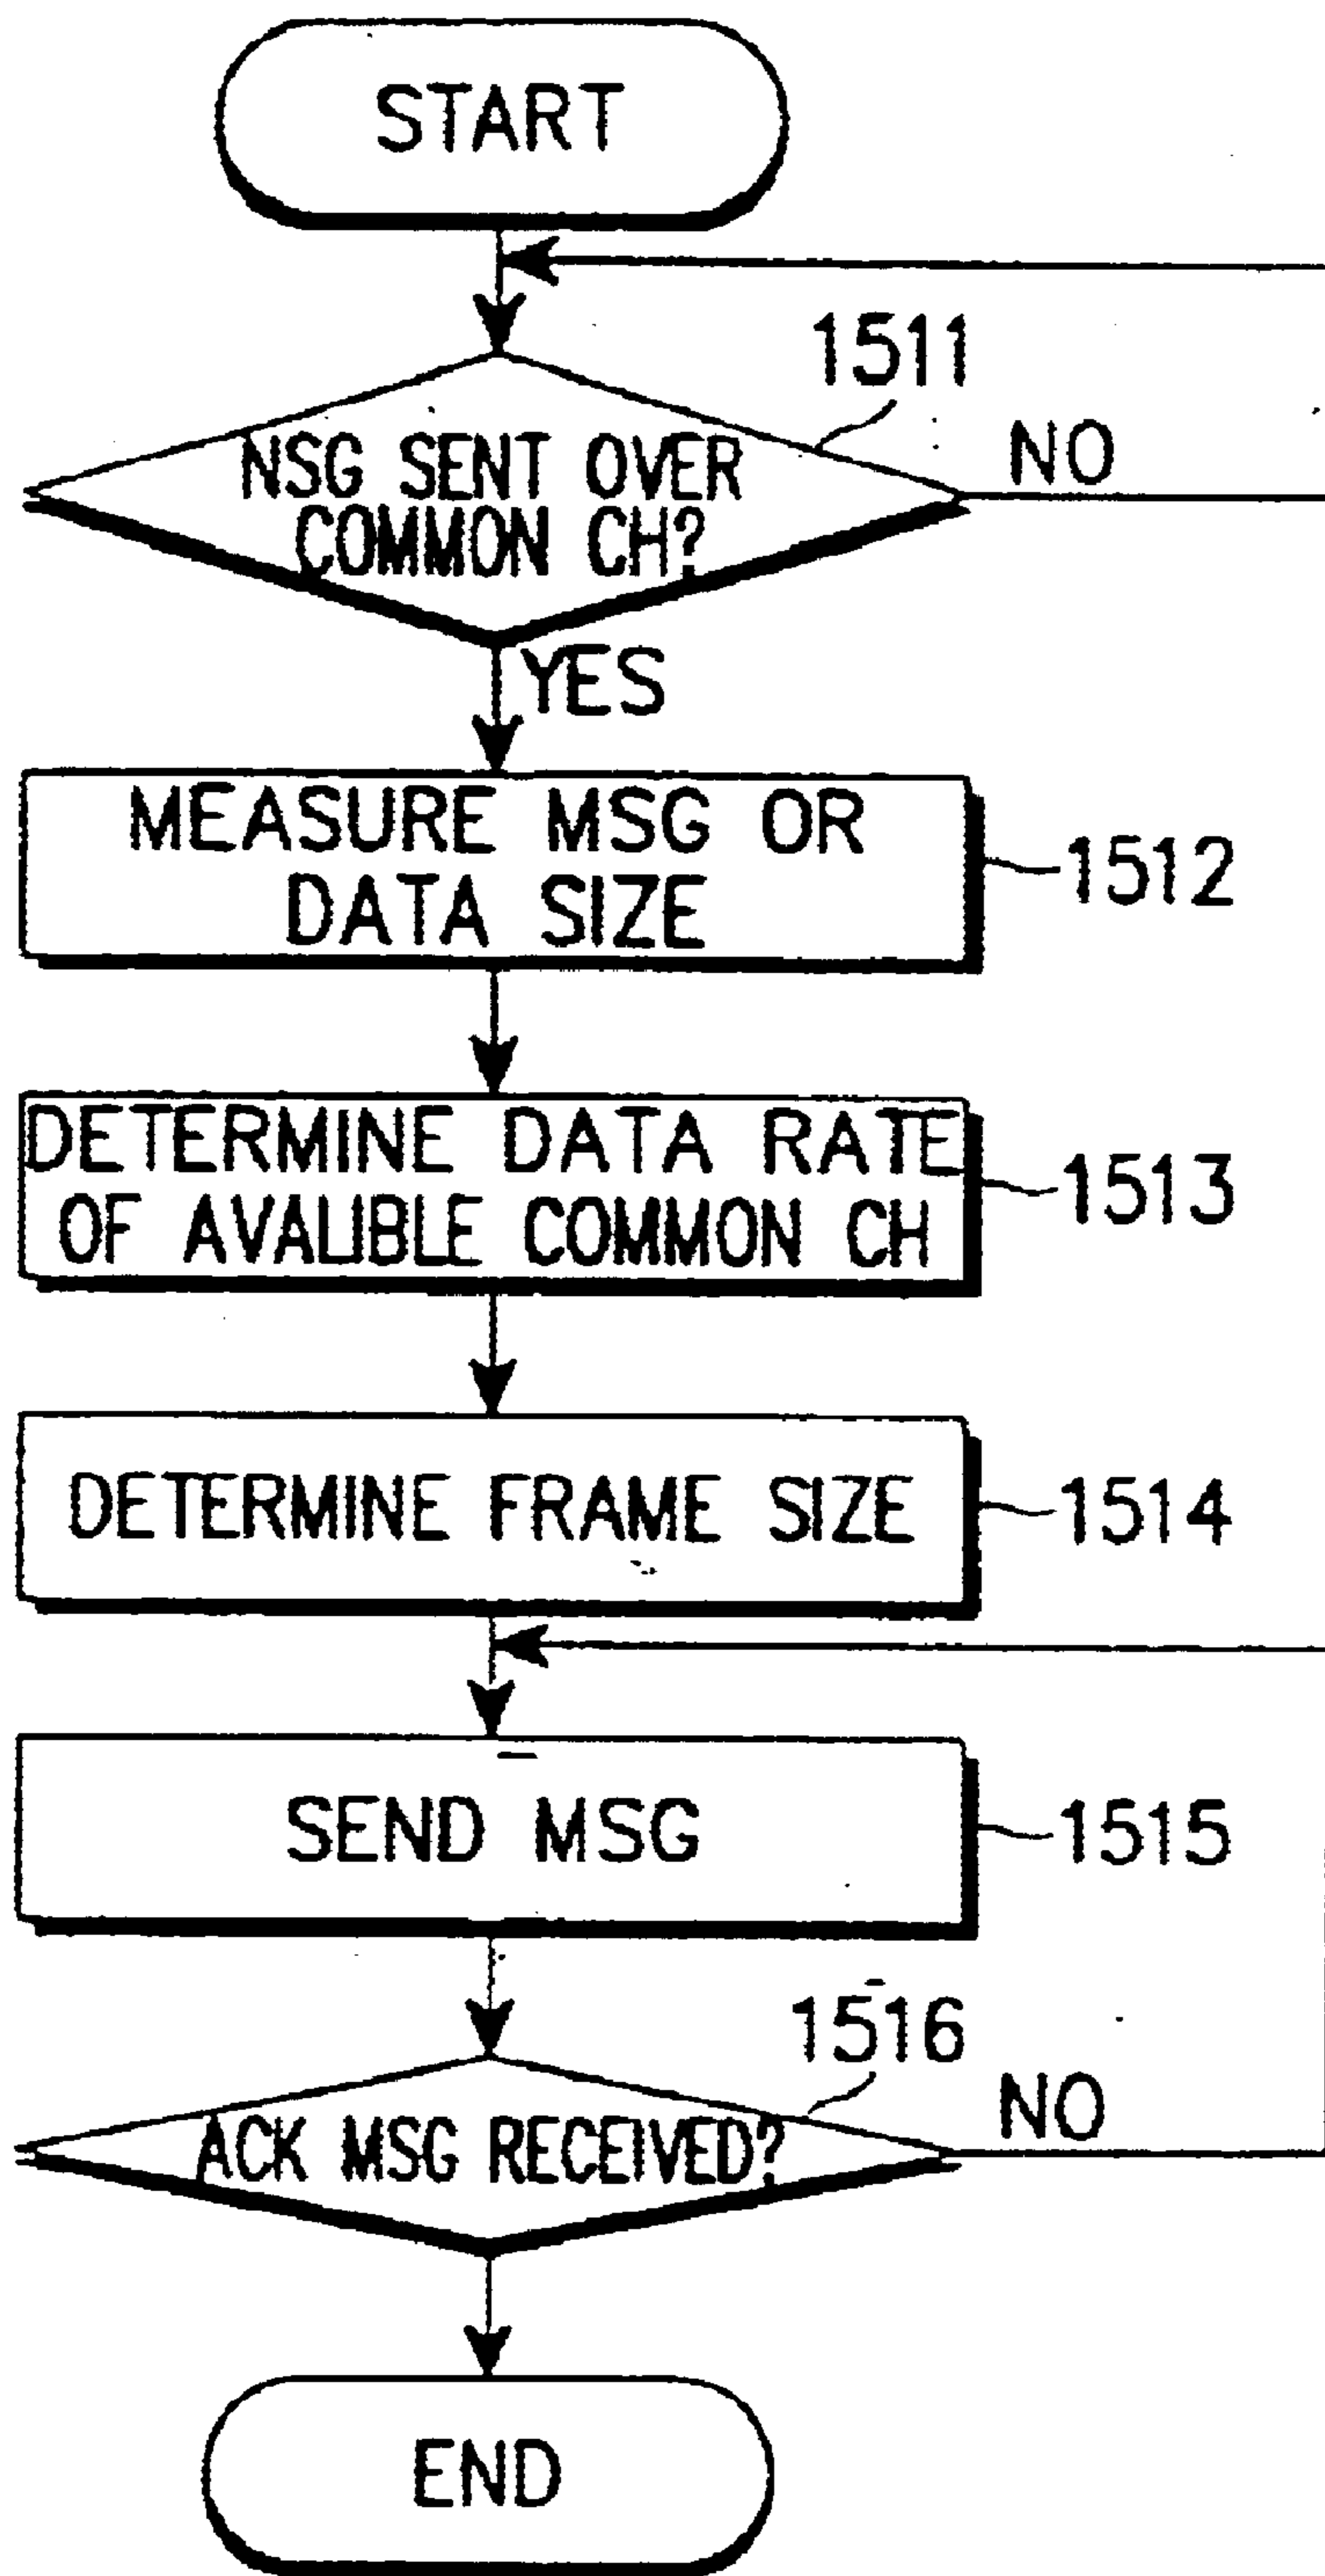 START
1511
NSG SENT OVER
COMMON CH?
NO
YES
MEASURE MSG OR
DATA SIZE
1512
DETERMINE DATA RATE
OF AVALIBLE COMMON CH
1513
DETERMINE FRAME SIZE
1514
SEND MSG
1515
1516
ACK MSG RECEIVED?
NO
END